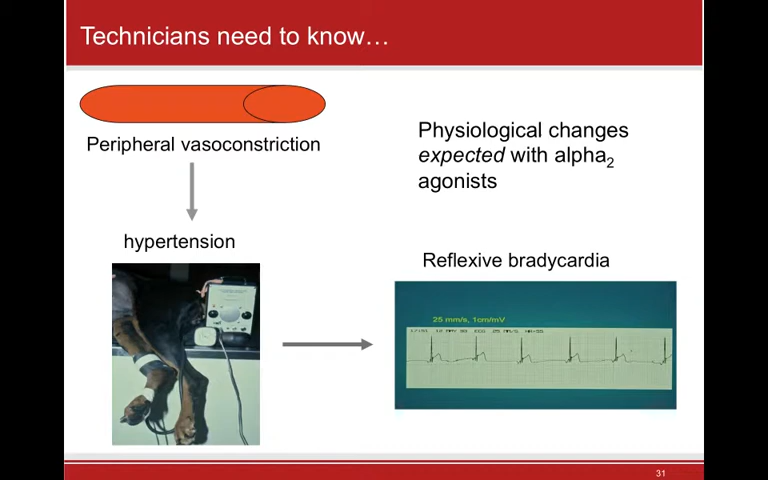 Technicians need to know…
Peripheral vasoconstriction
Physiological changes
expected with alpha2
agonists
hypertension
Reflexive bradycardia
25 mm/s, 1cm/mV
31